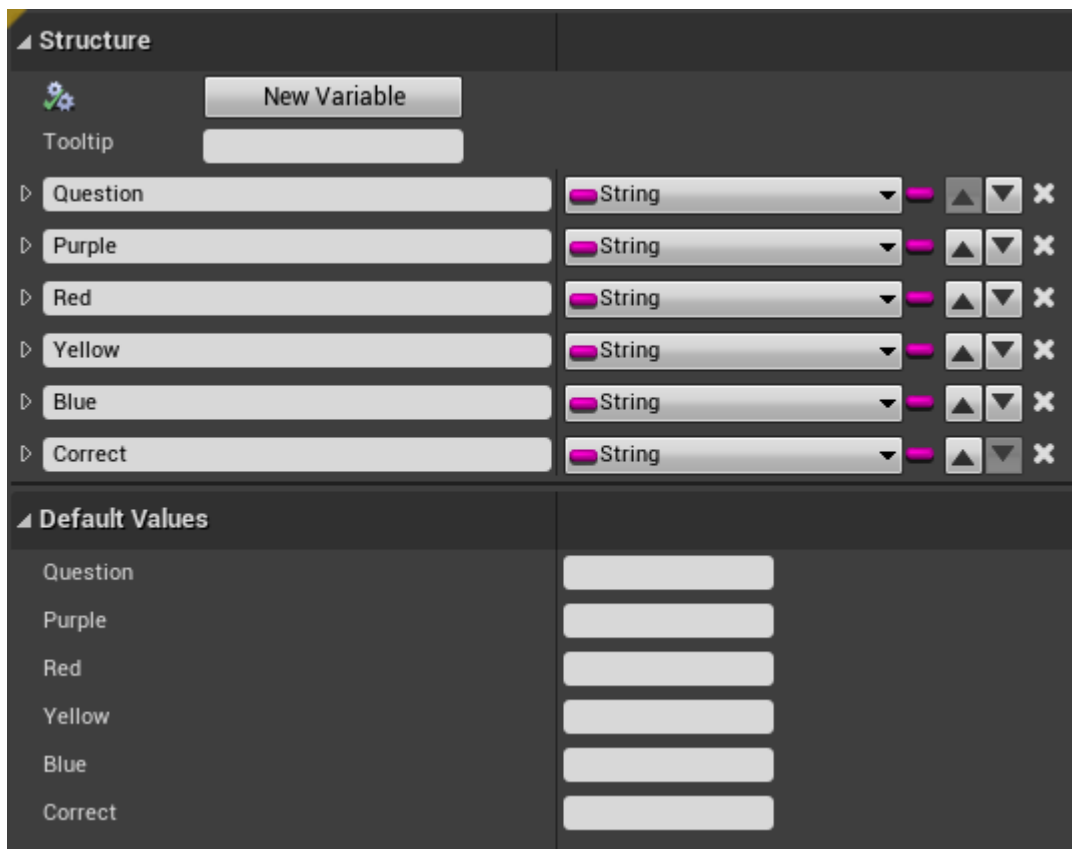 Structure
New Variable
Tooltip
Question String
Purple String
Red String
Yellow String
Blue String
Correct String
Default Values
Question
Purple
Red
Yellow
Blue
Correct